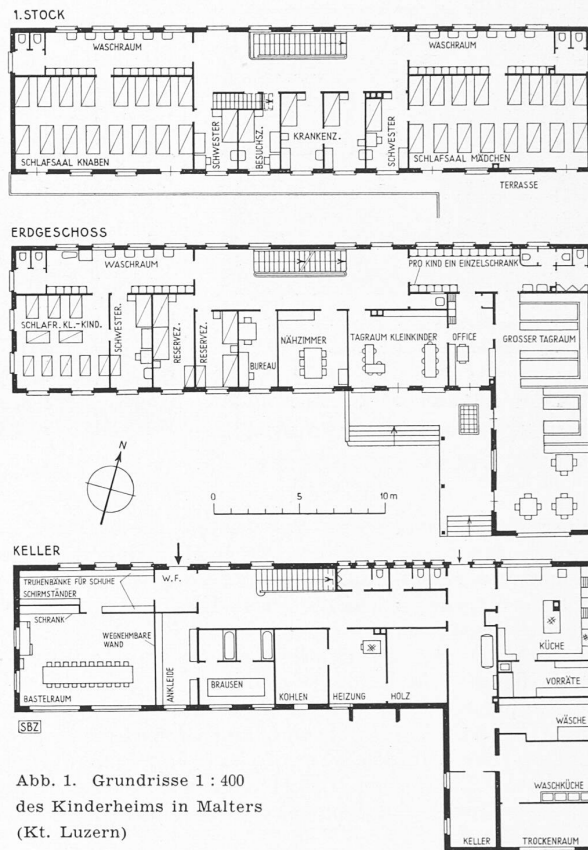 1.STOCK
WASCHRAUM
WASCHRAUM
SCHLAFSAAL KNABEN
SCHWESTER
BESUCHSZ.
KRANKENZ.
SCHWESTER
SCHLAFSAAL MÄDCHEN
TERRASSE
ERDGESCHOSS
WASCHRAUM
PRO KIND EIN EINZELSCHRANK
SCHLAFR. KL.-KIND.
SCHWESTER.
RESERVEZ.
RESERVEZ.
BUREAU
NÄHZIMMER
TAGRAUM KLEINKINDER
OFFICE
GROSSER TAGRAUM
N
0 5 10 m
KELLER
TRUHENBÄNKE FÜR SCHUHE
SCHIRMSTÄNDER
W.F.
SCHRANK
WEGNEHMBARE
WAND
BASTELRAUM
ANKLEIDE
BRAUSEN
KOHLEN
HEIZUNG
HOLZ
KÜCHE
VORRÄTE
WÄSCHE
WASCHKÜCHE
KELLER
TROCKENRAUM
SBZ
Abb. 1. Grundrisse 1 : 400
des Kinderheims in Malters
(Kt. Luzern)